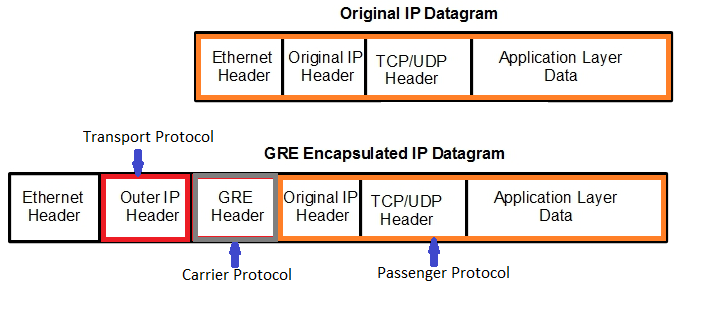 Original IP Datagram
Ethernet Header
Original IP Header
TCP/UDP Header
Application Layer Data
Transport Protocol
GRE Encapsulated IP Datagram
Ethernet Header
Outer IP Header
GRE Header
Original IP Header
TCP/UDP Header
Application Layer Data
Carrier Protocol
Passenger Protocol